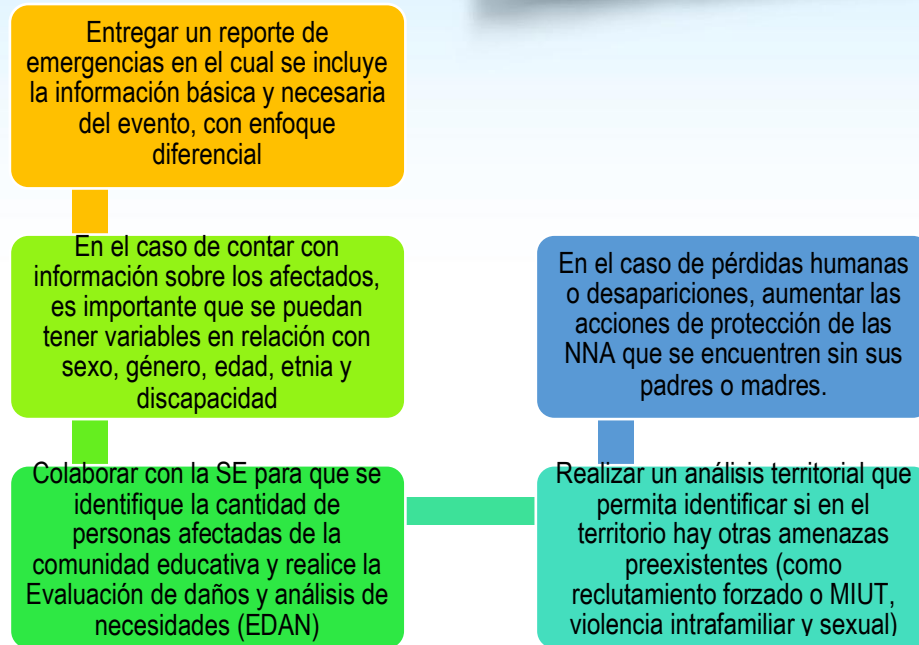 Entregar un reporte de
emergencias en el cual se incluye
la información básica y necesaria
del evento, con enfoque
diferencial
En el caso de contar con
información sobre los afectados,
es importante que se puedan
tener variables en relación con
sexo, género, edad, etnia y
discapacidad
Colaborar con la SE para que se
identifique la cantidad de
personas afectadas de la
comunidad educativa y realice la
Evaluación de daños y análisis de
necesidades (EDAN)
Realizar un análisis territorial que
permita identificar si en el
territorio hay otras amenazas
preexistentes (como
reclutamiento forzado o MIUT,
violencia intrafamiliar y sexual)
En el caso de pérdidas humanas
o desapariciones, aumentar las
acciones de protección de las
NNA que se encuentren sin sus
padres o madres.